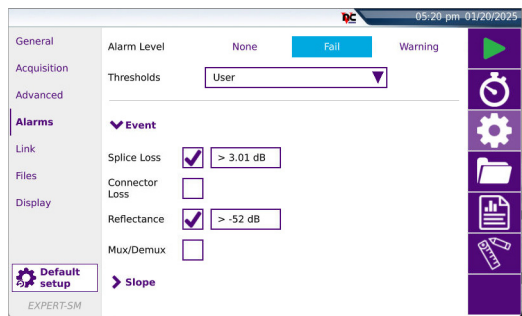 05:20 pm 01/20/2025
General
Acquisition
Advanced
Alarms
Link
Files
Display
Default
setup
EXPERT-SM
Alarm Level None Fail Warning
Thresholds User
Event
Splice Loss > 3.01 dB
Connector
Loss
Reflectance > -52 dB
Mux/Demux
Slope